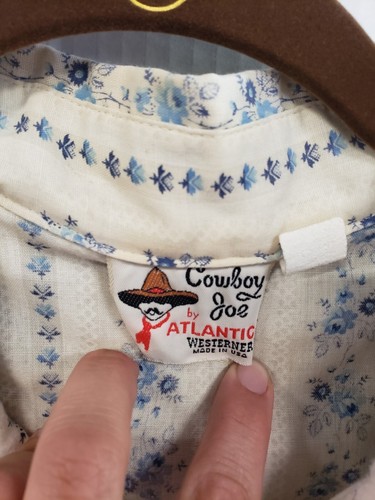 Cowboy
Joe
by
ATLANTIC
WESTERNER
MADE IN USA